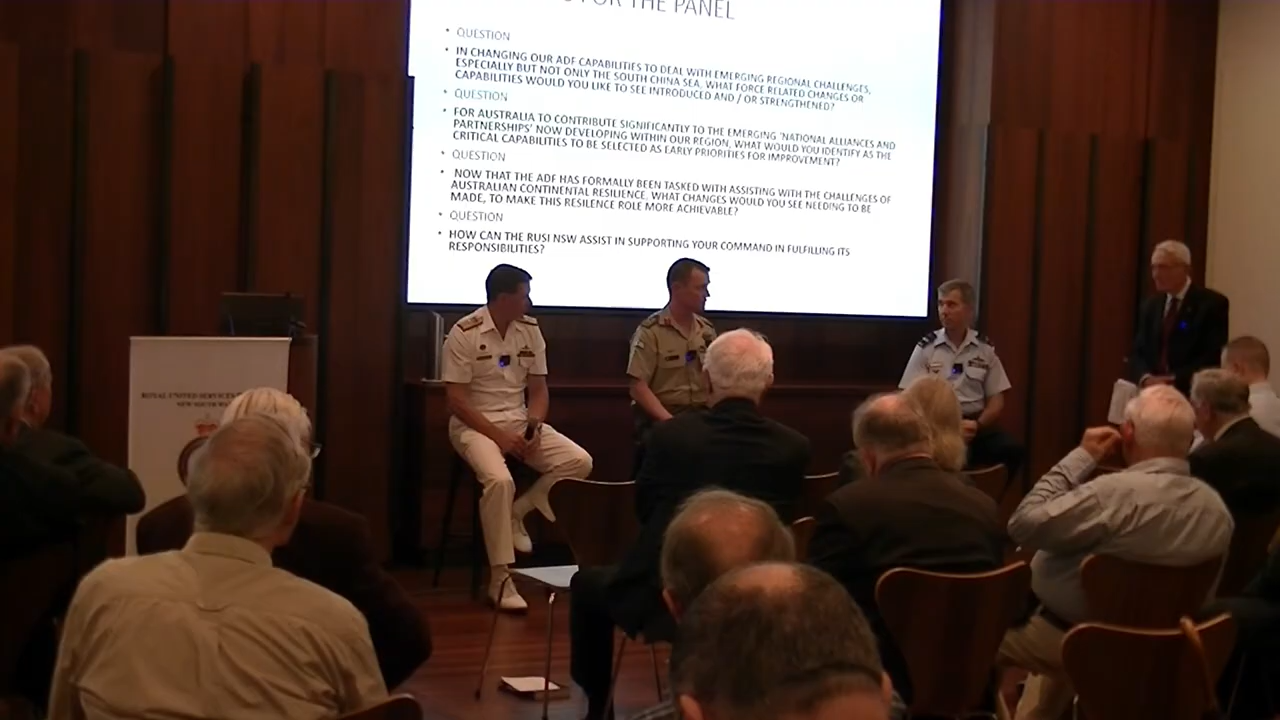 FOR THE PANEL
• QUESTION
• IN CHANGING OUR ADF CAPABILITIES TO DEAL WITH EMERGING REGIONAL CHALLENGES,
ESPECIALLY BUT NOT ONLY THE SOUTH CHINA SEA, WHAT FORCE RELATED CHANGES OR
CAPABILITIES WOULD YOU LIKE TO SEE INTRODUCED AND / OR STRENGTHENED?
• QUESTION
• FOR AUSTRALIA TO CONTRIBUTE SIGNIFICANTLY TO THE EMERGING 'NATIONAL ALLIANCES AND
PARTNERSHIPS' NOW DEVELOPING WITHIN OUR REGION, WHAT WOULD YOU IDENTIFY AS THE
CRITICAL CAPABILITIES TO BE SELECTED AS EARLY PRIORITIES FOR IMPROVEMENT?
• QUESTION
• NOW THAT THE ADF HAS FORMALLY BEEN TASKED WITH ASSISTING WITH THE CHALLENGES OF
AUSTRALIAN CONTINENTAL RESILIENCE, WHAT CHANGES WOULD YOU SEE NEEDING TO BE
MADE, TO MAKE THIS RESILENCE ROLE MORE ACHIEVABLE?
• QUESTION
• HOW CAN THE RUSI NSW ASSIST IN SUPPORTING YOUR COMMAND IN FULFILLING ITS
RESPONSIBILITIES?
ROYAL UNITED SERVICES
NEW SOUTH